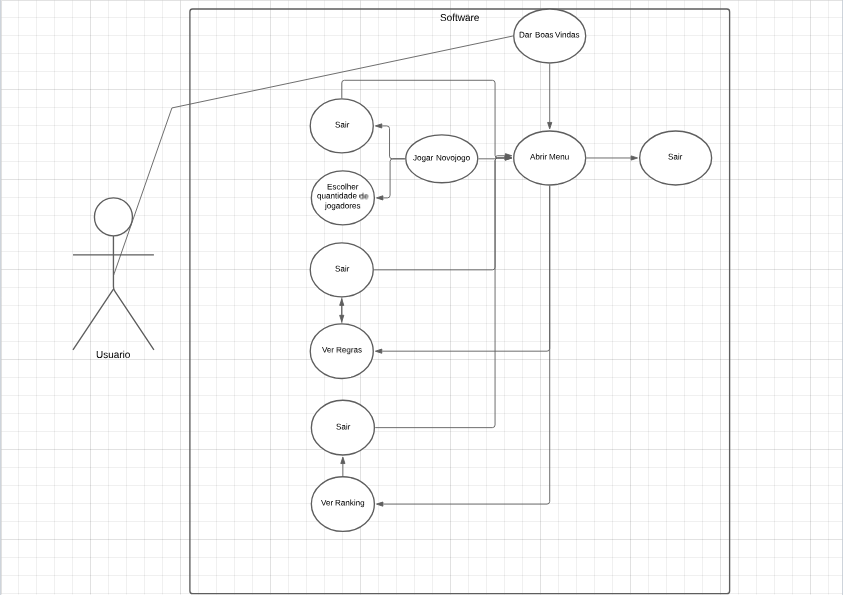 Software
Dar Boas Vindas
Sair
Jogar Novojogo
Abrir Menu
Sair
Escolher
quantidade de
jogadores
Sair
Ver Regras
Usuario
Sair
Ver Ranking